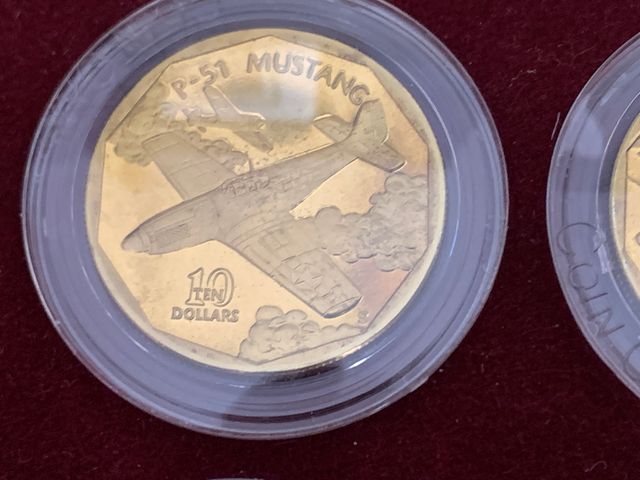 P-51 MUSTANG
10
TEN
DOLLARS
COIN